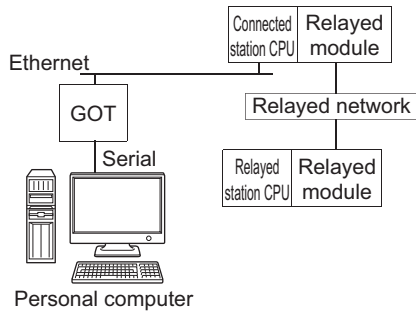 Connected
station CPU
Relayed
module
Ethernet
GOT
Relayed network
Serial
Relayed
station CPU
Relayed
module
Personal computer